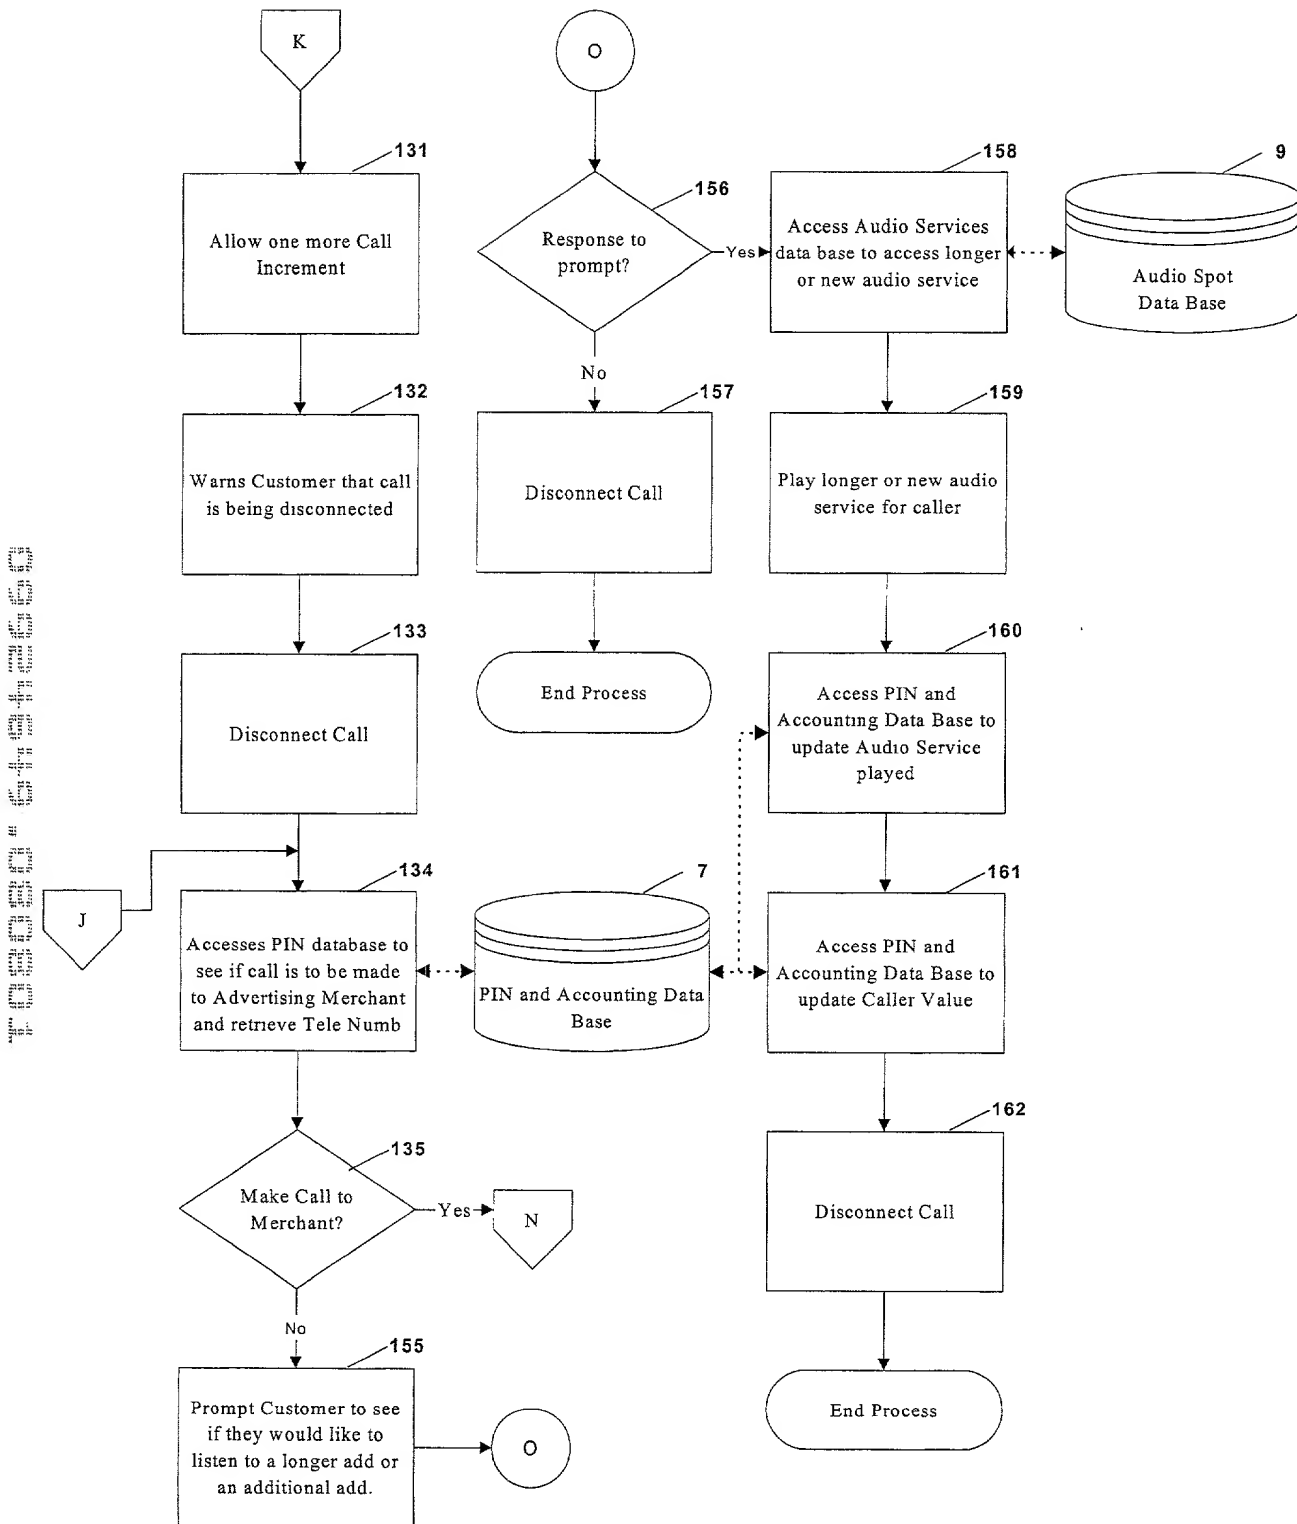 K
131
Allow one more Call
Increment
132
Warns Customer that call
is being disconnected
133
Disconnect Call
J
134
Accesses PIN database to
see if call is to be made
to Advertising Merchant
and retrieve Tele Numb
7
PIN and Accounting Data
Base
135
Make Call to
Merchant?
Yes
N
No
155
Prompt Customer to see
if they would like to
listen to a longer add or
an additional add.
O
O
156
Response to
prompt?
Yes
No
157
Disconnect Call
End Process
158
Access Audio Services
data base to access longer
or new audio service
9
Audio Spot
Data Base
159
Play longer or new audio
service for caller
160
Access PIN and
Accounting Data Base to
update Audio Service
played
161
Access PIN and
Accounting Data Base to
update Caller Value
162
Disconnect Call
End Process